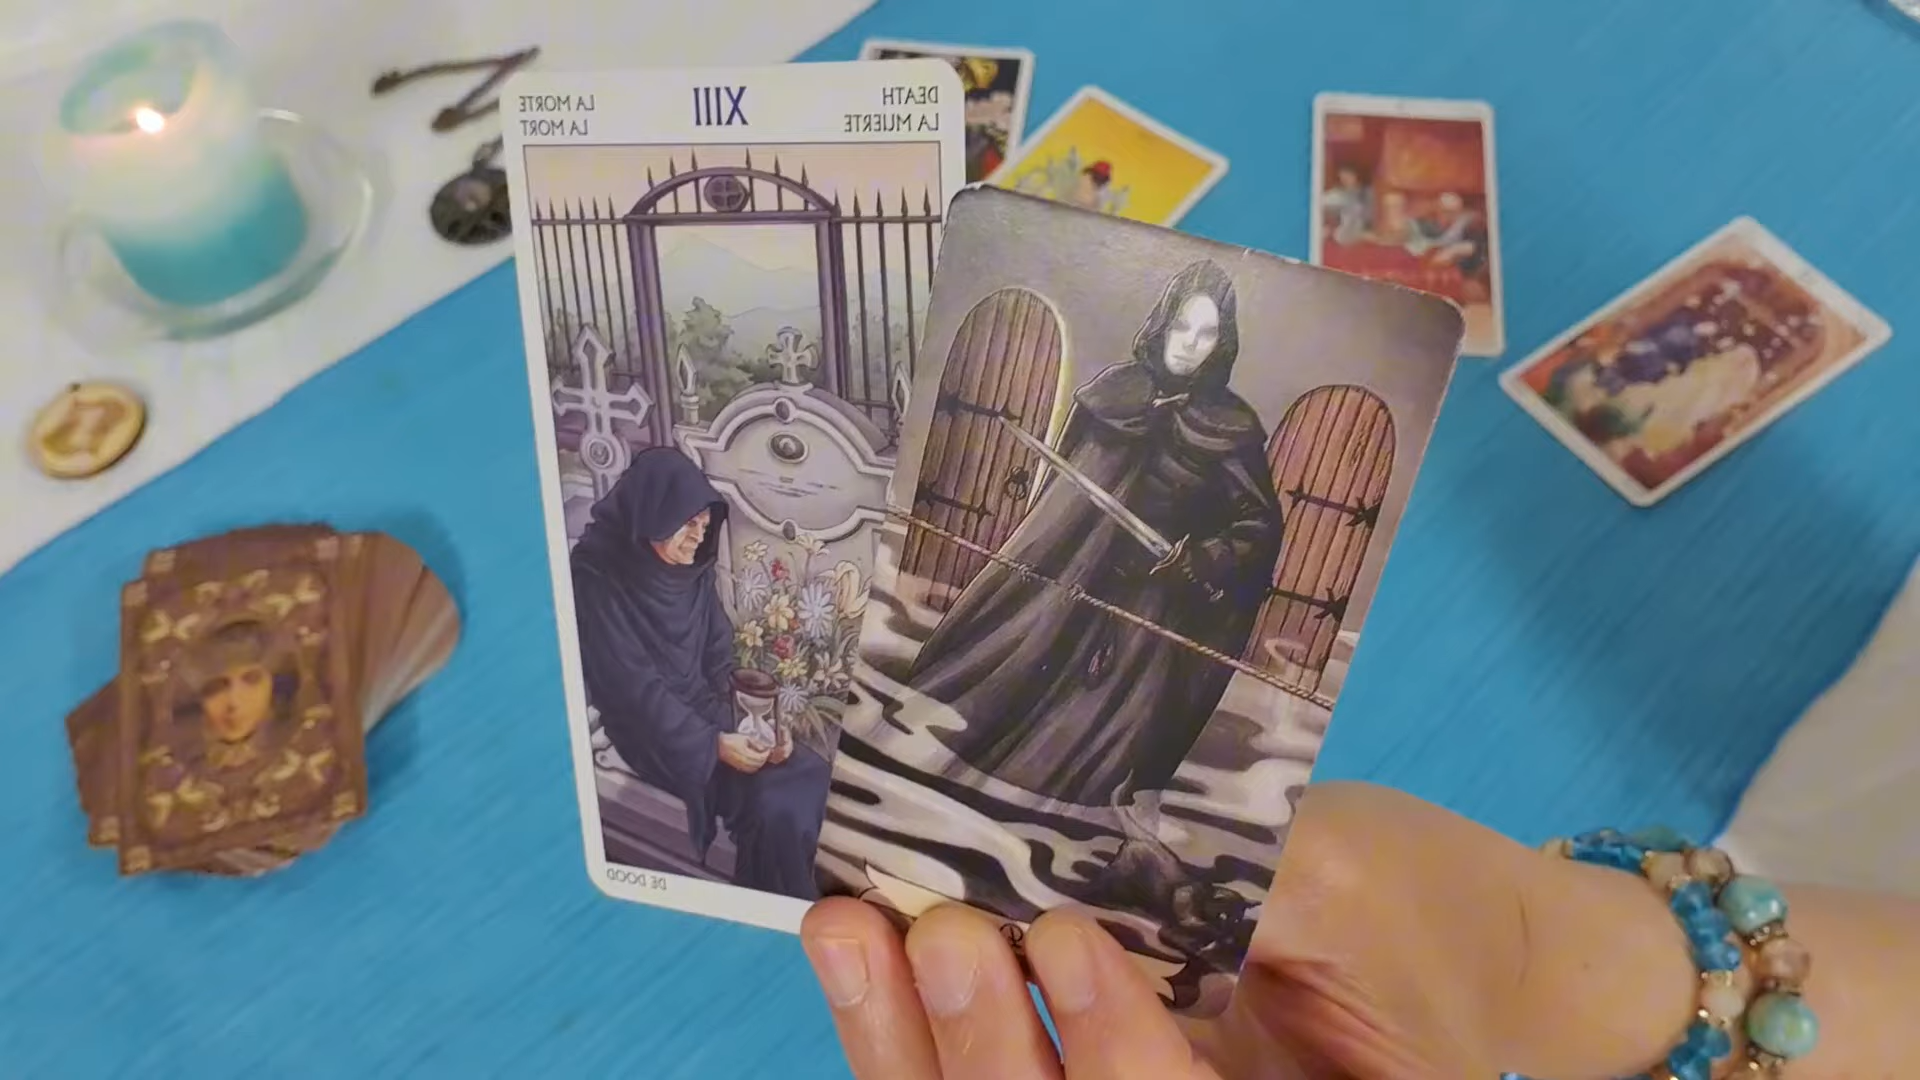 LA MORTE
LA MORT
XIII
DEATH
LA MUERTE
DE DOOD